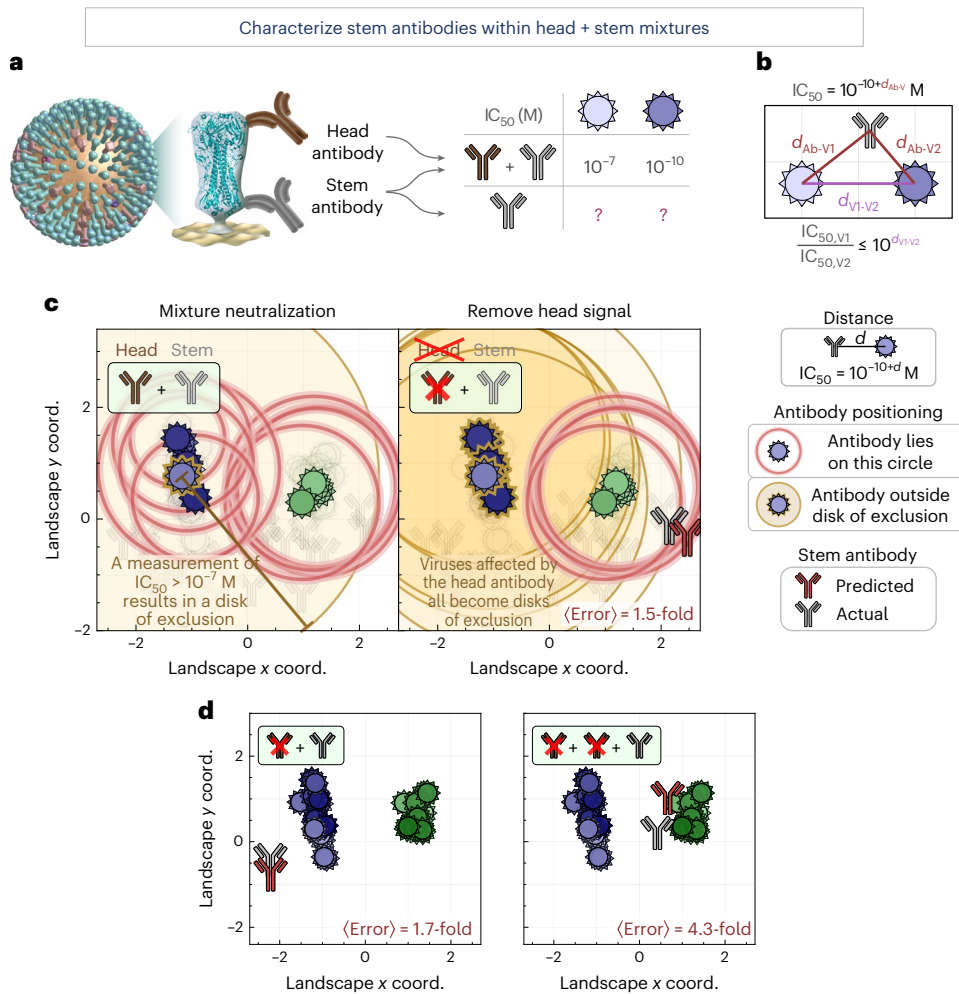 Characterize stem antibodies within head + stem mixtures
a
Head
antibody
Stem
antibody
IC50 (M)
+
10−7
10−10
?
?
b
IC50 = 10−10+dAb-V M
dAb-V1
dAb-V2
dV1-V2
IC50,V1
IC50,V2
≤ 10dV1-V2
c
Mixture neutralization
Remove head signal
Head
Stem
+
Head
Stem
+
A measurement of
IC50 > 10−7 M
results in a disk
of exclusion
Viruses affected by
the head antibody
all become disks
of exclusion
⟨Error⟩ = 1.5-fold
Landscape y coord.
2
0
−2
−2
0
2
−2
0
2
Landscape x coord.
Landscape x coord.
Distance
d
IC50 = 10−10+d M
Antibody positioning
Antibody lies
on this circle
Antibody outside
disk of exclusion
Stem antibody
Predicted
Actual
d
+
⟨Error⟩ = 1.7-fold
+
+
⟨Error⟩ = 4.3-fold
Landscape y coord.
2
0
−2
−2
0
2
−2
0
2
Landscape x coord.
Landscape x coord.